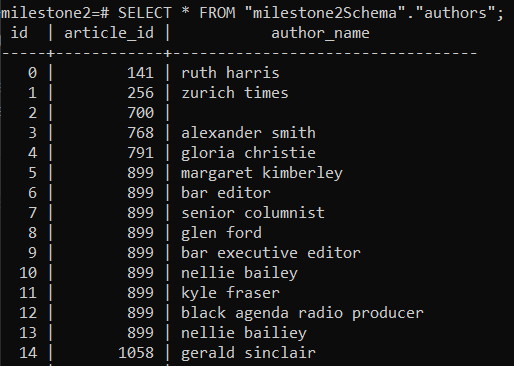 milestone2=# SELECT * FROM "milestone2Schema"."authors";
id | article_id | author_name
-----+------------+---------------------------------
0 | 141 | ruth harris
1 | 256 | zurich times
2 | 700 |
3 | 768 | alexander smith
4 | 791 | gloria christie
5 | 899 | margaret kimberley
6 | 899 | bar editor
7 | 899 | senior columnist
8 | 899 | glen ford
9 | 899 | bar executive editor
10 | 899 | nellie bailey
11 | 899 | kyle fraser
12 | 899 | black agenda radio producer
13 | 899 | nellie bailiey
14 | 1058 | gerald sinclair